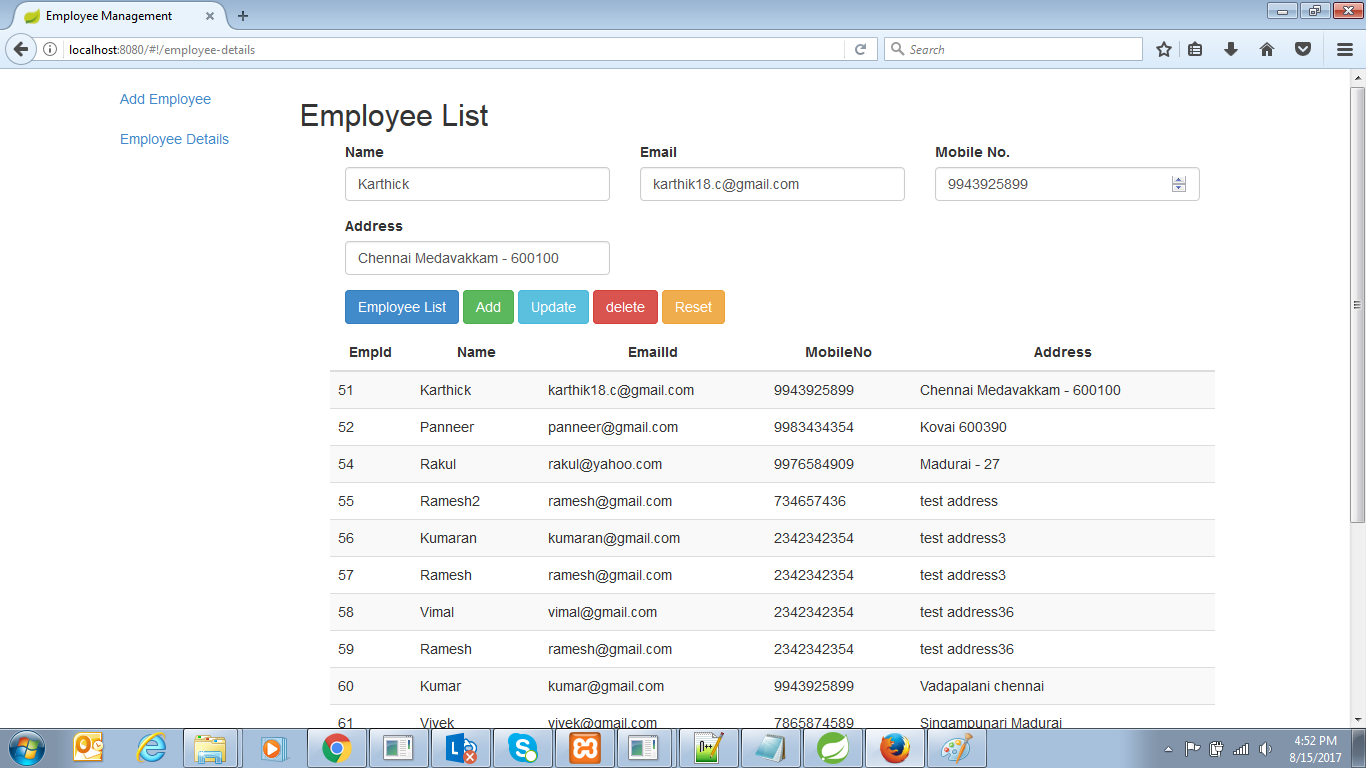 Employee Management
localhost:8080/#!/employee-details
Search
Add Employee
Employee Details
Employee List
Name Email Mobile No.
Karthick karthik18.c@gmail.com 9943925899
Address
Chennai Medavakkam - 600100
Employee List Add Update delete Reset
EmpId Name EmailId MobileNo Address
51 Karthick karthik18.c@gmail.com 9943925899 Chennai Medavakkam - 600100
52 Panneer panneer@gmail.com 9983434354 Kovai 600390
54 Rakul rakul@yahoo.com 9976584909 Madurai - 27
55 Ramesh2 ramesh@gmail.com 734657436 test address
56 Kumaran kumaran@gmail.com 2342342354 test address3
57 Ramesh ramesh@gmail.com 2342342354 test address3
58 Vimal vimal@gmail.com 2342342354 test address36
59 Ramesh ramesh@gmail.com 2342342354 test address36
60 Kumar kumar@gmail.com 9943925899 Vadapalani chennai
61 Vivek vivek@gmail.com 7865874589 Singampunari Madurai
4:52 PM
8/15/2017